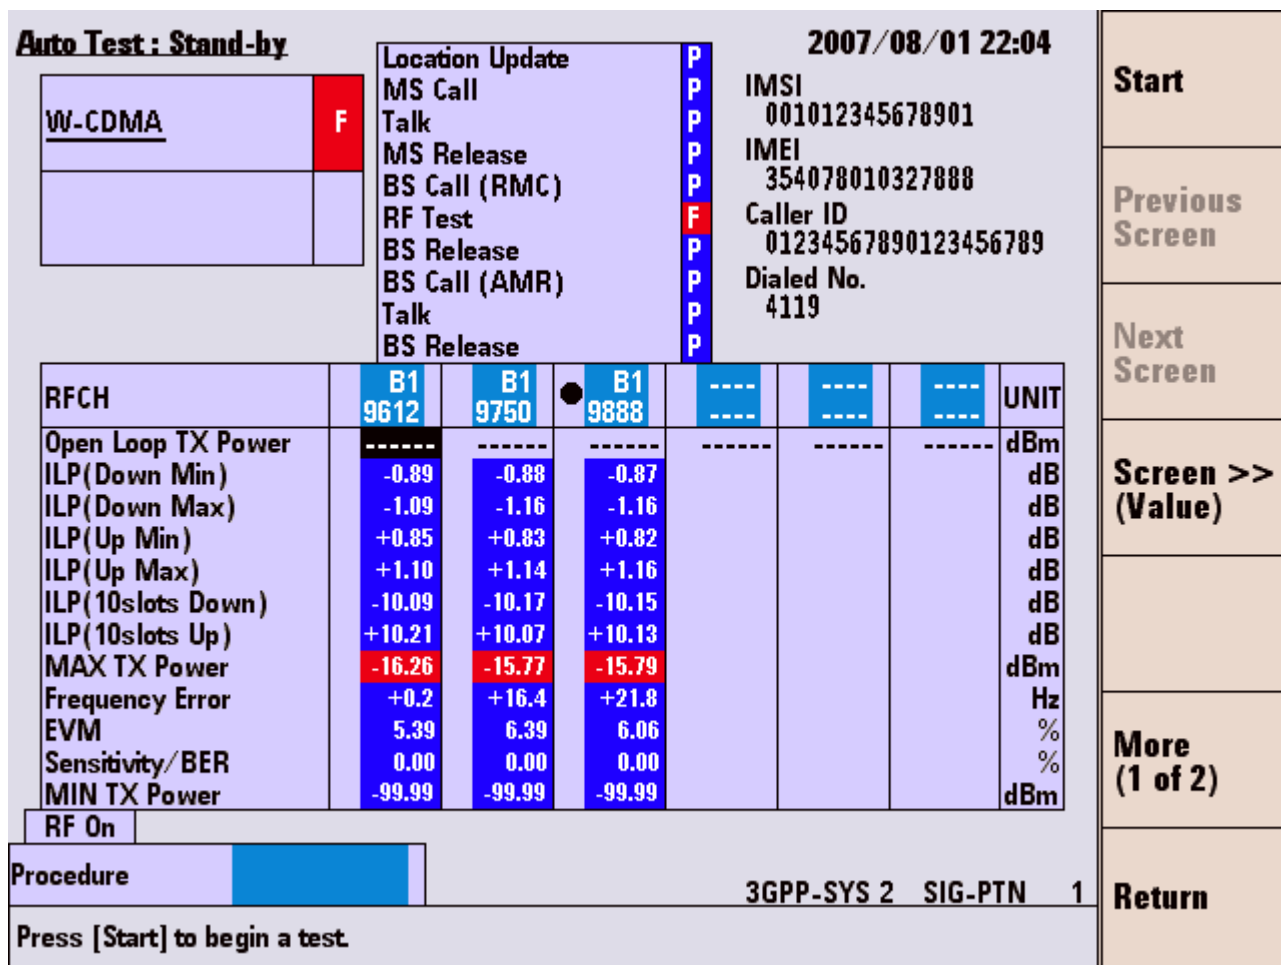 Auto Test : Stand-by
2007/08/01 22:04
W-CDMA F
Location Update P
MS Call P
Talk P
MS Release P
BS Call (RMC) P
RF Test F
BS Release P
BS Call (AMR) P
Talk P
BS Release P
IMSI
001012345678901
IMEI
354078010327888
Caller ID
01234567890123456789
Dialed No.
4119
RFCH B1 B1 ● B1 ---- ---- ---- UNIT
9612 9750 9888 ---- ---- ----
Open Loop TX Power ------ ------ ------ ------ ------ ------ dBm
ILP(Down Min) -0.89 -0.88 -0.87 dB
ILP(Down Max) -1.09 -1.16 -1.16 dB
ILP(Up Min) +0.85 +0.83 +0.82 dB
ILP(Up Max) +1.10 +1.14 +1.16 dB
ILP(10slots Down) -10.09 -10.17 -10.15 dB
ILP(10slots Up) +10.21 +10.07 +10.13 dB
MAX TX Power -16.26 -15.77 -15.79 dBm
Frequency Error +0.2 +16.4 +21.8 Hz
EVM 5.39 6.39 6.06 %
Sensitivity/BER 0.00 0.00 0.00 %
MIN TX Power -99.99 -99.99 -99.99 dBm
RF On
Procedure
3GPP-SYS 2 SIG-PTN 1
Press [Start] to begin a test.
Start
Previous
Screen
Next
Screen
Screen >>
(Value)
More
(1 of 2)
Return